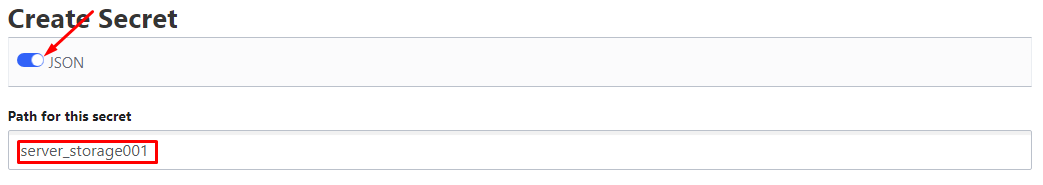 Create Secret
JSON
Path for this secret
server_storage001